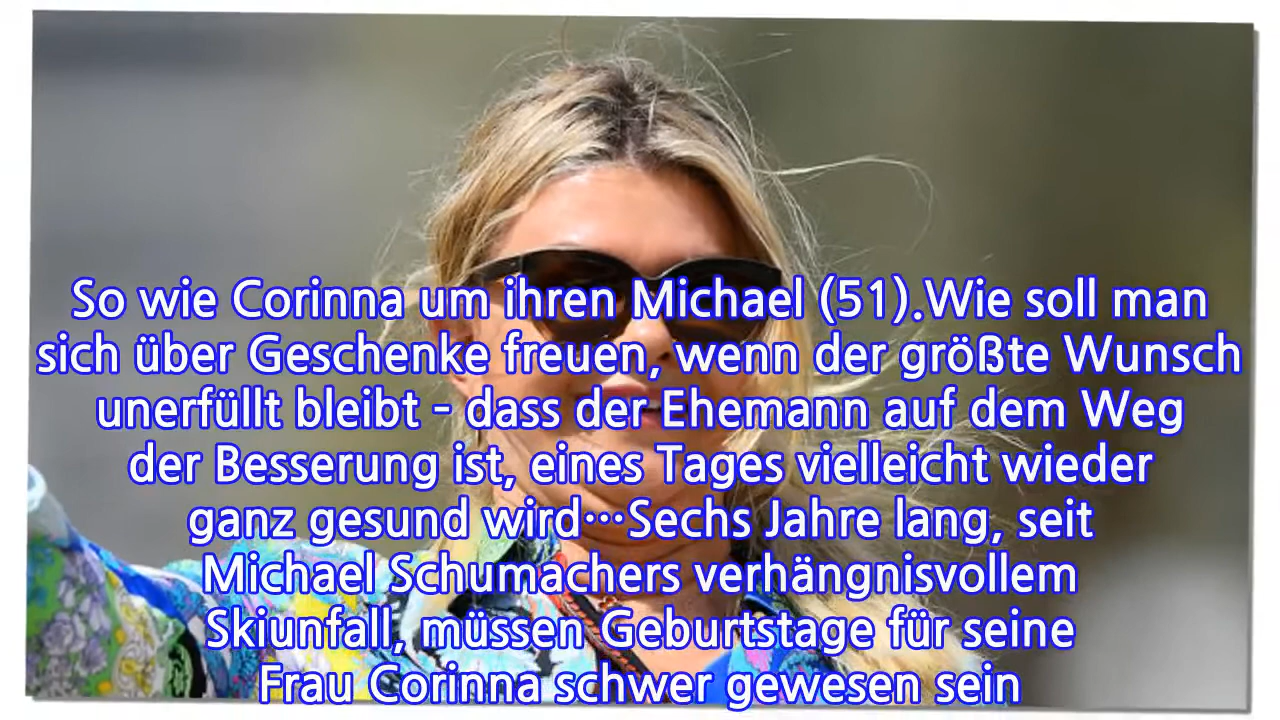 So wie Corinna um ihren Michael (51).Wie soll man
sich über Geschenke freuen, wenn der größte Wunsch
unerfüllt bleibt - dass der Ehemann auf dem Weg
der Besserung ist, eines Tages vielleicht wieder
ganz gesund wird…Sechs Jahre lang, seit
Michael Schumachers verhängnisvollem
Skiunfall, müssen Geburtstage für seine
Frau Corinna schwer gewesen sein